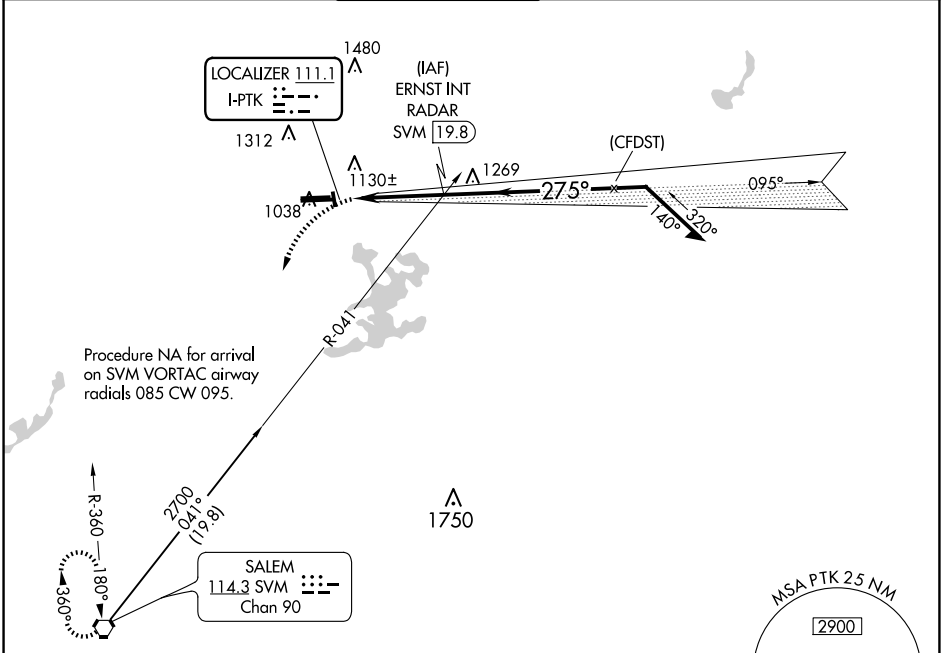 1480
LOCALIZER 111.1
I-PTK
(IAF)
ERNST INT
RADAR
SVM 19.8
1312
(CFDST)
1130±
1269
275°
095°
1038
140°
320°
R-041
Procedure NA for arrival
on SVM VORTAC airway
radials 085 CW 095.
2700
041°
(19.8)
R-360
180°
360°
1750
SALEM
114.3 SVM
Chan 90
MSA PTK 25 NM
2900